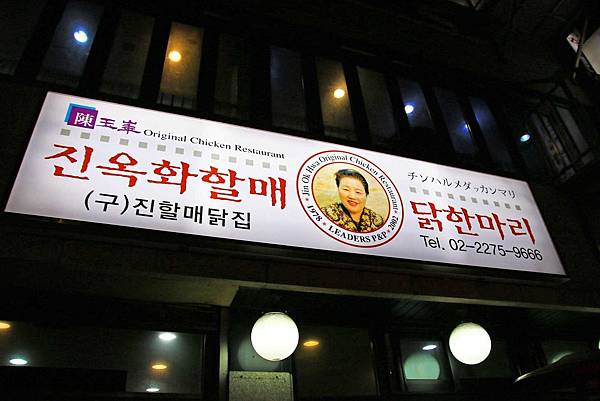 陳玉華 Original Chicken Restaurant
진옥화할매
(구)진할매닭집
Jin Ok Hwa Original Chicken Restaurant
1978 • LEADERS P&P • 2002
チンハルメダッカンマリ
닭한마리
Tel. 02-2275-9666